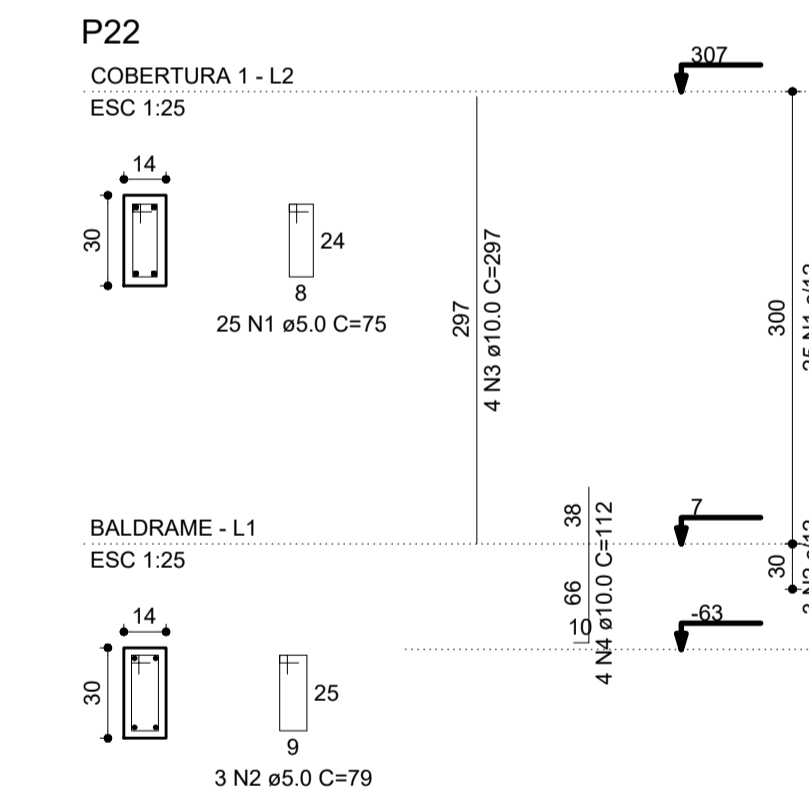 P22
COBERTURA 1 - L2
ESC 1:25
307
14
30
24
8
25 N1 ø5.0 C=75
297
4 N3 ø10.0 C=297
300
BALDRAME - L1
ESC 1:25
7
38
66
10
4 N4 ø10.0 C=112
30
-63
14
30
25
9
3 N2 ø5.0 C=79